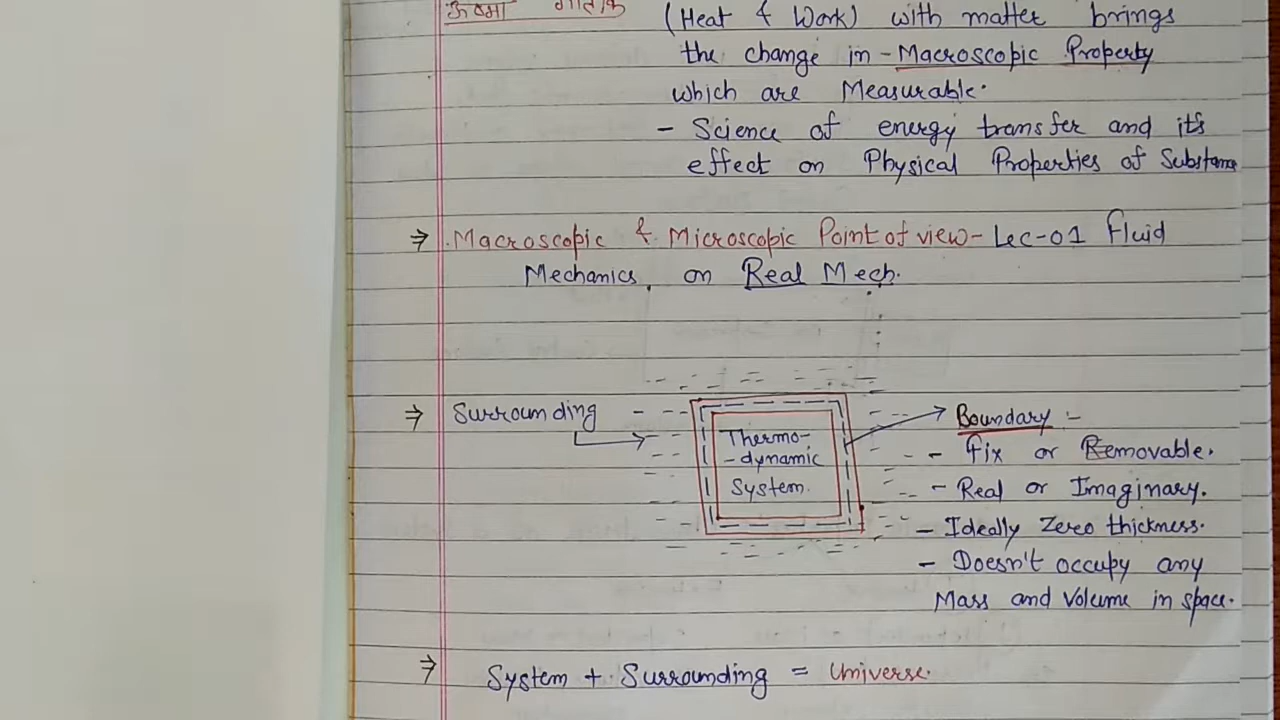 ऊष्मा
(Heat & Work) with matter brings
the change in - Macroscopic Property
which are Measurable.
- Science of energy transfer and it's
effect on Physical Properties of Substance
⇒ Macroscopic & Microscopic Point of view - Lec-01 Fluid
Mechanics, on Real Mech.
⇒ Surrounding
Thermo-
-dynamic
System.
Boundary :-
- Fix or Removable.
- Real or Imaginary.
- Ideally Zero thickness.
- Doesn't occupy any
Mass and Volume in space.
⇒ System + Surrounding = Universe.